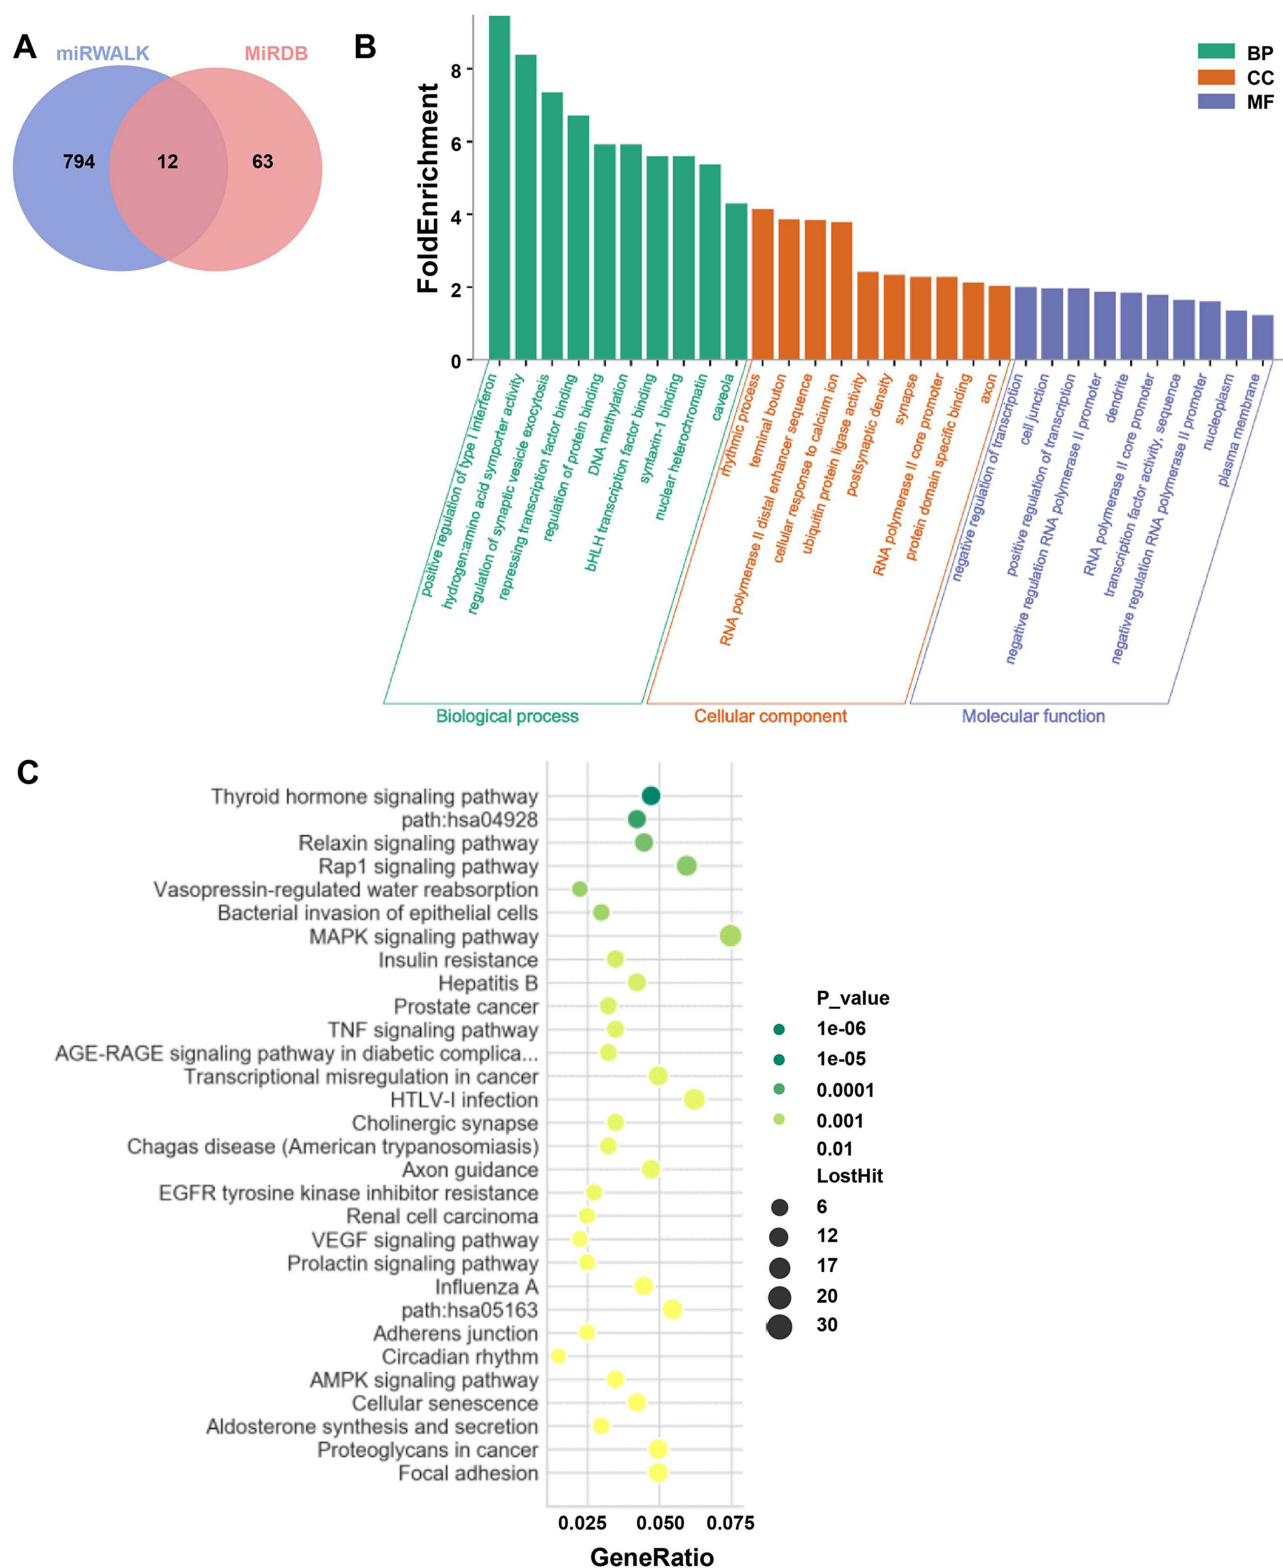 A
miRWALK
MiRDB
794
12
63
B
FoldEnrichment
8
6
4
2
0
BP
CC
MF
positive regulation of type I interferon
hydrogen:amino acid symporter activity
regulation of synaptic vesicle exocytosis
repressing transcription factor binding
regulation of protein binding
DNA methylation
bHLH transcription factor binding
syntaxin-1 binding
nuclear heterochromatin
caveola
rhythmic process
terminal bouton
RNA polymerase II distal enhancer sequence
cellular response to calcium ion
ubiquitin protein ligase activity
postsynaptic density
synapse
RNA polymerase II core promoter
protein domain specific binding
axon
negative regulation of transcription
cell junction
positive regulation of transcription
negative regulation RNA polymerase II promoter
dendrite
RNA polymerase II core promoter
transcription factor activity, sequence
negative regulation RNA polymerase II promoter
nucleoplasm
plasma membrane
Biological process
Cellular component
Molecular function
C
Thyroid hormone signaling pathway
path:hsa04928
Relaxin signaling pathway
Rap1 signaling pathway
Vasopressin-regulated water reabsorption
Bacterial invasion of epithelial cells
MAPK signaling pathway
Insulin resistance
Hepatitis B
Prostate cancer
TNF signaling pathway
AGE-RAGE signaling pathway in diabetic complica...
Transcriptional misregulation in cancer
HTLV-I infection
Cholinergic synapse
Chagas disease (American trypanosomiasis)
Axon guidance
EGFR tyrosine kinase inhibitor resistance
Renal cell carcinoma
VEGF signaling pathway
Prolactin signaling pathway
Influenza A
path:hsa05163
Adherens junction
Circadian rhythm
AMPK signaling pathway
Cellular senescence
Aldosterone synthesis and secretion
Proteoglycans in cancer
Focal adhesion
0.025
0.050
0.075
GeneRatio
P_value
1e-06
1e-05
0.0001
0.001
0.01
LostHit
6
12
17
20
30